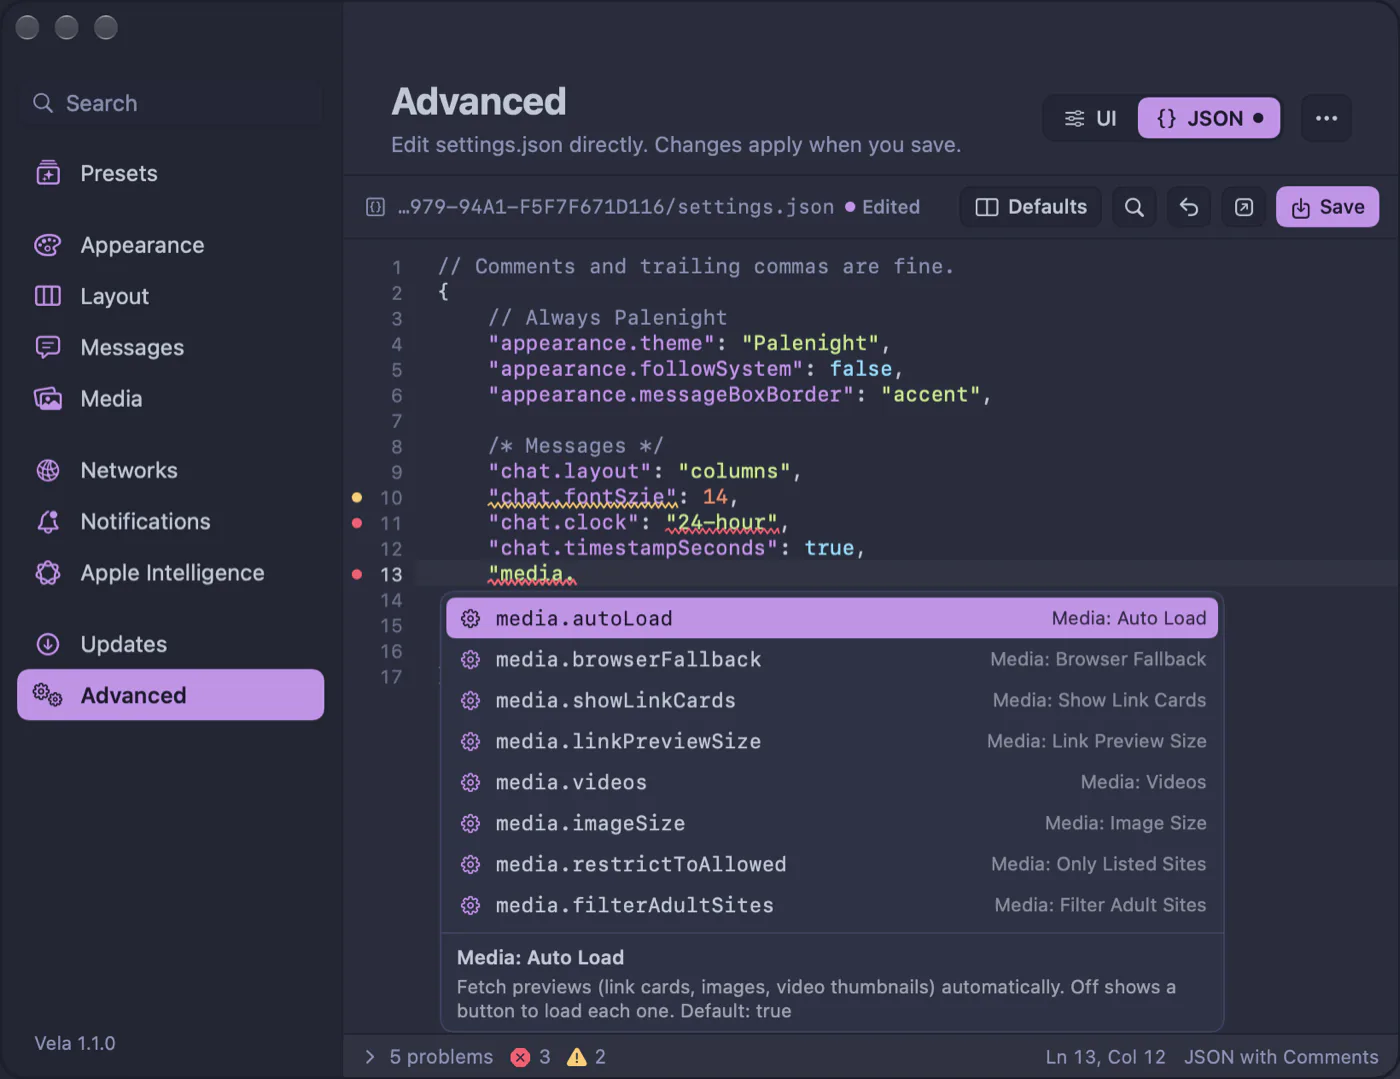 Search
Presets
Appearance
Layout
Messages
Media
Networks
Notifications
Apple Intelligence
Updates
Advanced
Vela 1.1.0
Advanced
Edit settings.json directly. Changes apply when you save.
UI
{} JSON
…979-94A1-F5F7F671D116/settings.json
Edited
Defaults
Save
1 // Comments and trailing commas are fine.
2 {
3 // Always Palenight
4 "appearance.theme": "Palenight",
5 "appearance.followSystem": false,
6 "appearance.messageBoxBorder": "accent",
7
8 /* Messages */
9 "chat.layout": "columns",
10 "chat.fontSzie": 14,
11 "chat.clock": "24-hour",
12 "chat.timestampSeconds": true,
13 "media.
14
15
16
17
media.autoLoad Media: Auto Load
media.browserFallback Media: Browser Fallback
media.showLinkCards Media: Show Link Cards
media.linkPreviewSize Media: Link Preview Size
media.videos Media: Videos
media.imageSize Media: Image Size
media.restrictToAllowed Media: Only Listed Sites
media.filterAdultSites Media: Filter Adult Sites
Media: Auto Load
Fetch previews (link cards, images, video thumbnails) automatically. Off shows a
button to load each one. Default: true
5 problems 3 2
Ln 13, Col 12 JSON with Comments